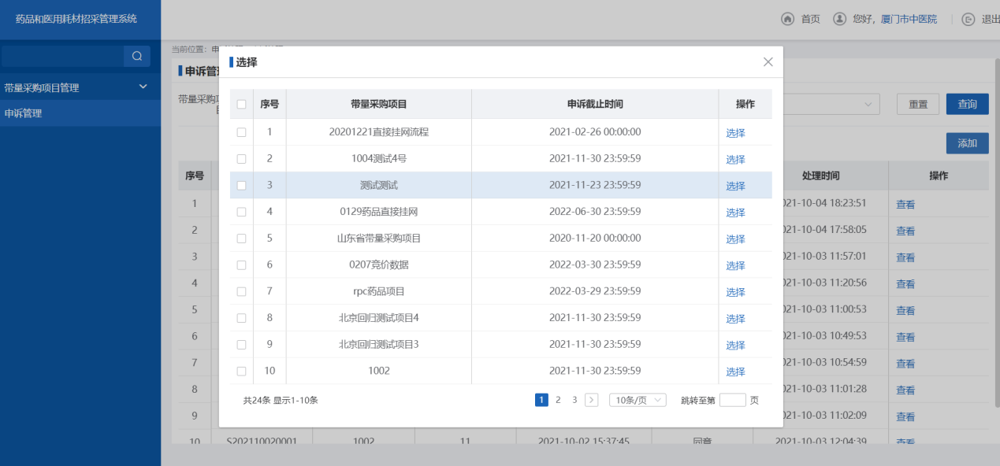 药品和医用耗材招采管理系统
首页 您好，厦门市中医院 退出
带量采购项目管理
申诉管理
当前位置：
申诉管
带量采购项
重置 查询
添加
选择
序号 带量采购项目 申诉截止时间 操作
1 20201221直接挂网流程 2021-02-26 00:00:00 选择
2 1004测试4号 2021-11-30 23:59:59 选择
3 测试测试 2021-11-23 23:59:59 选择
4 0129药品直接挂网 2022-06-30 23:59:59 选择
5 山东省带量采购项目 2020-11-20 00:00:00 选择
6 0207竞价数据 2022-03-30 23:59:59 选择
7 rpc药品项目 2022-03-29 23:59:59 选择
8 北京回归测试项目4 2021-11-30 23:59:59 选择
9 北京回归测试项目3 2021-11-30 23:59:59 选择
10 1002 2021-11-30 23:59:59 选择
共24条 显示1-10条 1 2 3 10条/页 跳转至第 页
序号 处理时间 操作
1 021-10-04 18:23:51 查看
2 021-10-04 17:58:05 查看
3 021-10-03 11:57:01 查看
4 021-10-03 11:20:56 查看
5 021-10-03 11:00:53 查看
6 021-10-03 10:49:53 查看
7 021-10-03 10:54:59 查看
8 021-10-03 11:01:28 查看
9 021-10-03 11:02:09 查看
10 S202110020001 1002 11 2021-10-02 15:37:45 同意 2021-10-03 12:04:39 查看